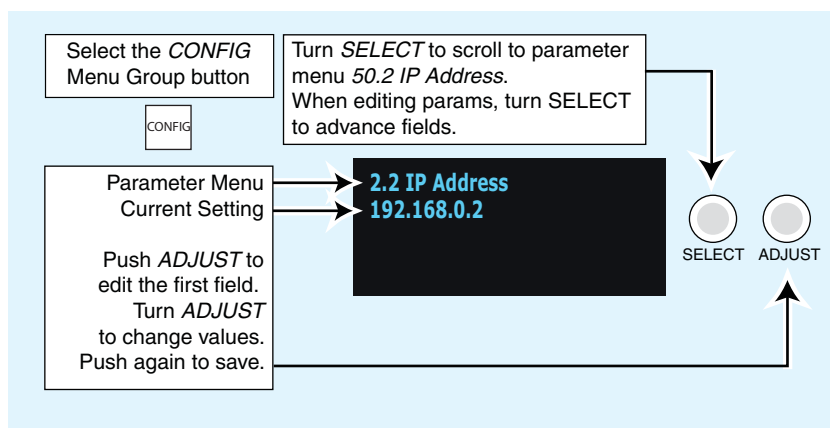 Select the CONFIG
Menu Group button
CONFIG
Turn SELECT to scroll to parameter
menu 50.2 IP Address.
When editing params, turn SELECT
to advance fields.
Parameter Menu
Current Setting
Push ADJUST to
edit the first field.
Turn ADJUST
to change values.
Push again to save.
2.2 IP Address
192.168.0.2
SELECT
ADJUST